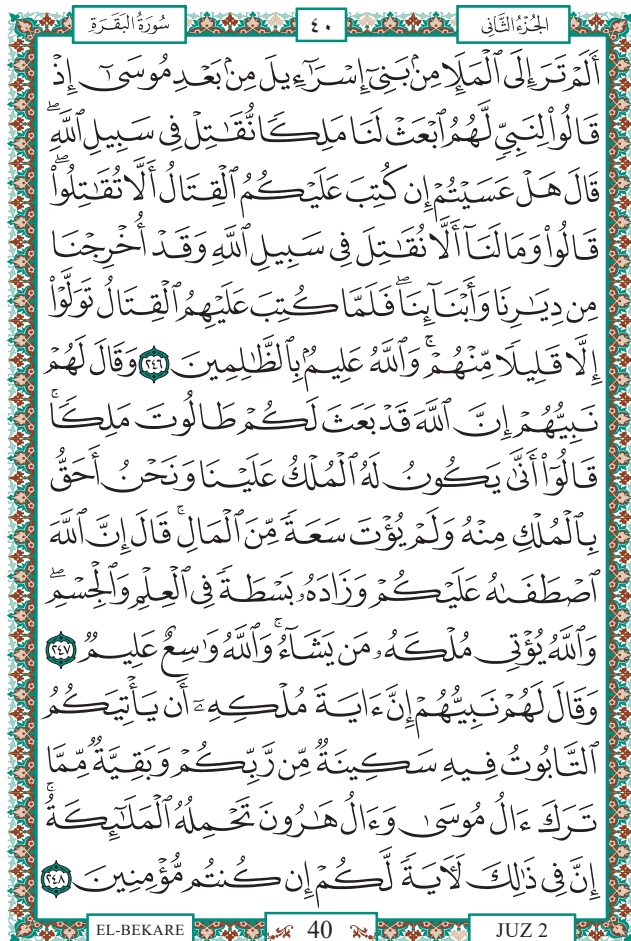 سُورَةُ البَقَرَةِ ٤٠ الجُزْءُ الثَّانِي
أَلَمْ تَرَ إِلَى ٱلْمَلَإِ مِنۢ بَنِىٓ إِسْرَٰٓءِيلَ مِنۢ بَعْدِ مُوسَىٰٓ إِذْ
قَالُوا۟ لِنَبِىٍّ لَّهُمُ ٱبْعَثْ لَنَا مَلِكًا نُّقَٰتِلْ فِى سَبِيلِ ٱللَّهِ ۖ
قَالَ هَلْ عَسَيْتُمْ إِن كُتِبَ عَلَيْكُمُ ٱلْقِتَالُ أَلَّا تُقَٰتِلُوا۟ ۖ
قَالُوا۟ وَمَا لَنَآ أَلَّا نُقَٰتِلَ فِى سَبِيلِ ٱللَّهِ وَقَدْ أُخْرِجْنَا
مِن دِيَٰرِنَا وَأَبْنَآئِنَا ۖ فَلَمَّا كُتِبَ عَلَيْهِمُ ٱلْقِتَالُ تَوَلَّوْا۟
إِلَّا قَلِيلًا مِّنْهُمْ ۗ وَٱللَّهُ عَلِيمٌۢ بِٱلظَّٰلِمِينَ ٢٤٦ وَقَالَ لَهُمْ
نَبِيُّهُمْ إِنَّ ٱللَّهَ قَدْ بَعَثَ لَكُمْ طَالُوتَ مَلِكًا ۚ
قَالُوٓا۟ أَنَّىٰ يَكُونُ لَهُ ٱلْمُلْكُ عَلَيْنَا وَنَحْنُ أَحَقُّ
بِٱلْمُلْكِ مِنْهُ وَلَمْ يُؤْتَ سَعَةً مِّنَ ٱلْمَالِ ۚ قَالَ إِنَّ ٱللَّهَ
ٱصْطَفَىٰهُ عَلَيْكُمْ وَزَادَهُۥ بَسْطَةً فِى ٱلْعِلْمِ وَٱلْجِسْمِ ۖ
وَٱللَّهُ يُؤْتِى مُلْكَهُۥ مَن يَشَآءُ ۚ وَٱللَّهُ وَٰسِعٌ عَلِيمٌ ٢٤٧
وَقَالَ لَهُمْ نَبِيُّهُمْ إِنَّ ءَايَةَ مُلْكِهِۦٓ أَن يَأْتِيَكُمُ
ٱلتَّابُوتُ فِيهِ سَكِينَةٌ مِّن رَّبِّكُمْ وَبَقِيَّةٌ مِّمَّا
تَرَكَ ءَالُ مُوسَىٰ وَءَالُ هَٰرُونَ تَحْمِلُهُ ٱلْمَلَٰٓئِكَةُ ۚ
إِنَّ فِى ذَٰلِكَ لَءَايَةً لَّكُمْ إِن كُنتُم مُّؤْمِنِينَ ٢٤٨
EL-BEKARE 40 JUZ 2